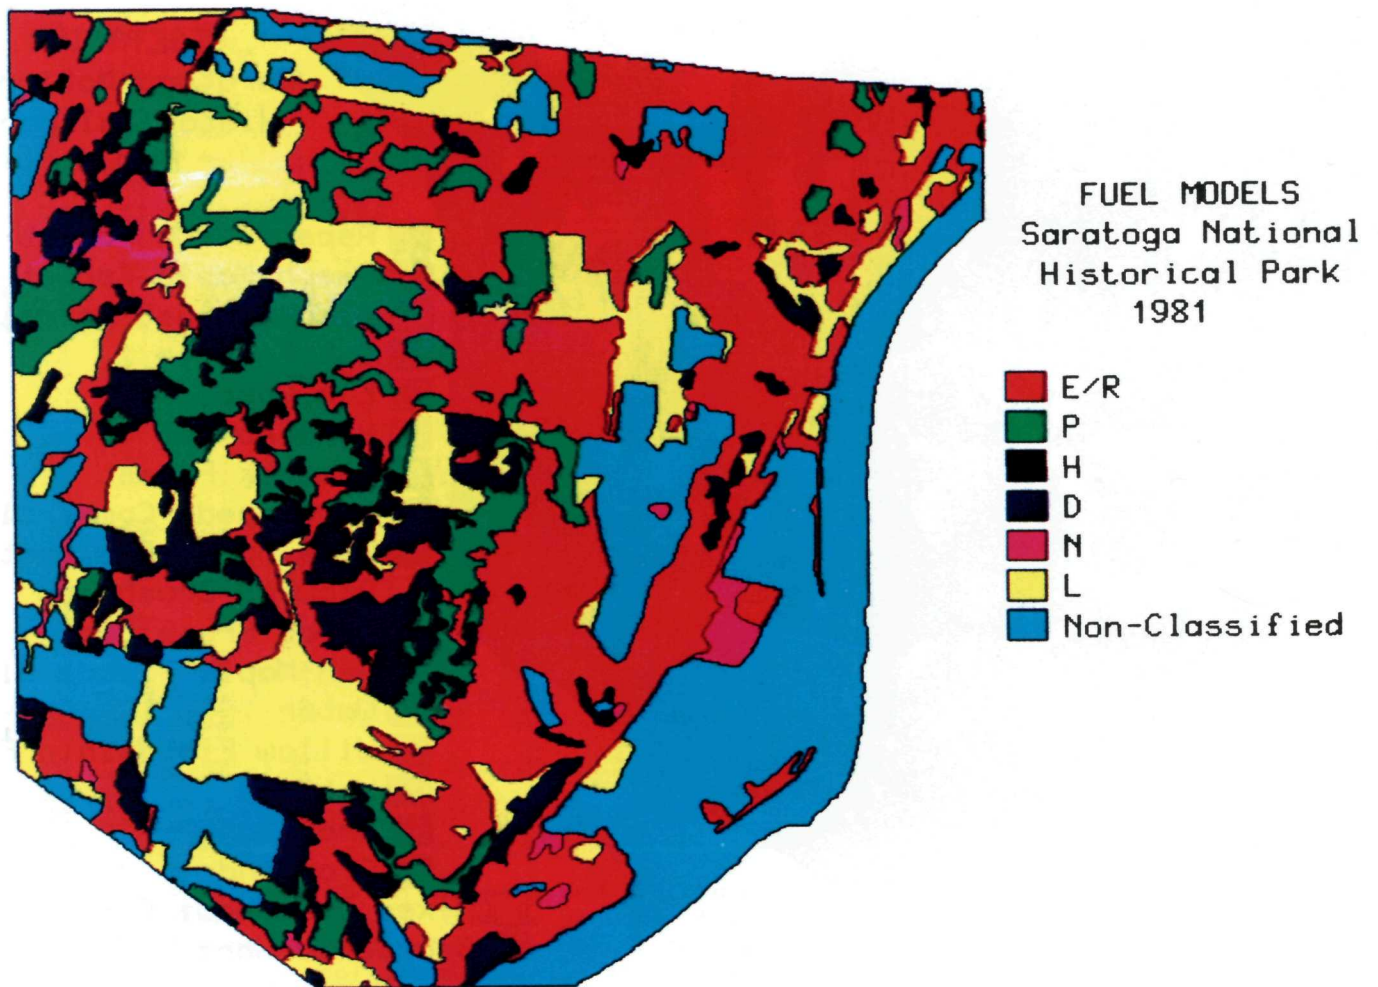 FUEL MODELS
Saratoga National
Historical Park
1981
E/R
P
H
D
N
L
Non-Classified